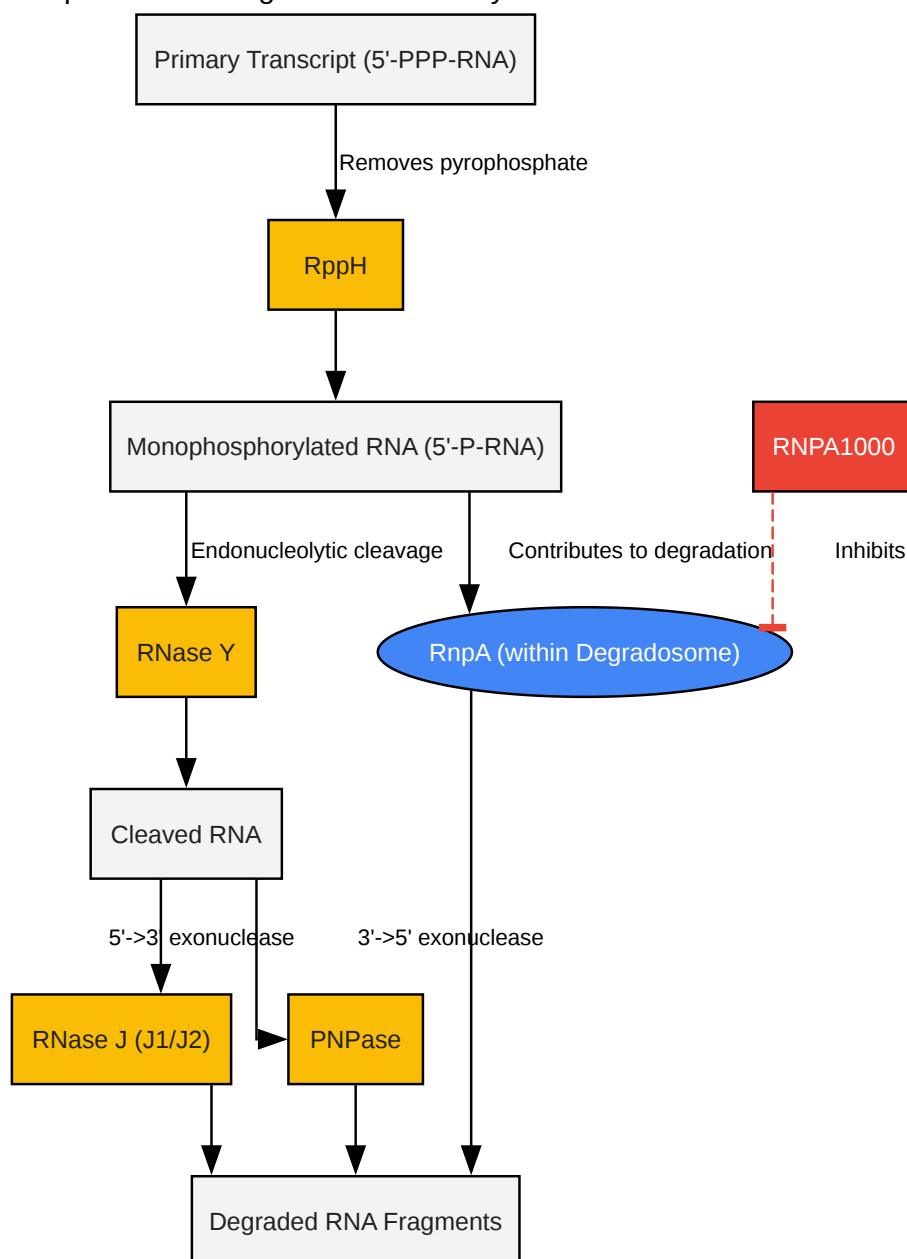 Primary Transcript (5'-PPP-RNA)
Removes pyrophosphate
RppH
Monophosphorylated RNA (5'-P-RNA)
RNPA1000
Endonucleolytic cleavage
Contributes to degradation
Inhibits
RNase Y
RnpA (within Degradosome)
Cleaved RNA
5'->3' exonuclease
3'->5' exonuclease
RNase J (J1/J2)
PNPase
Degraded RNA Fragments